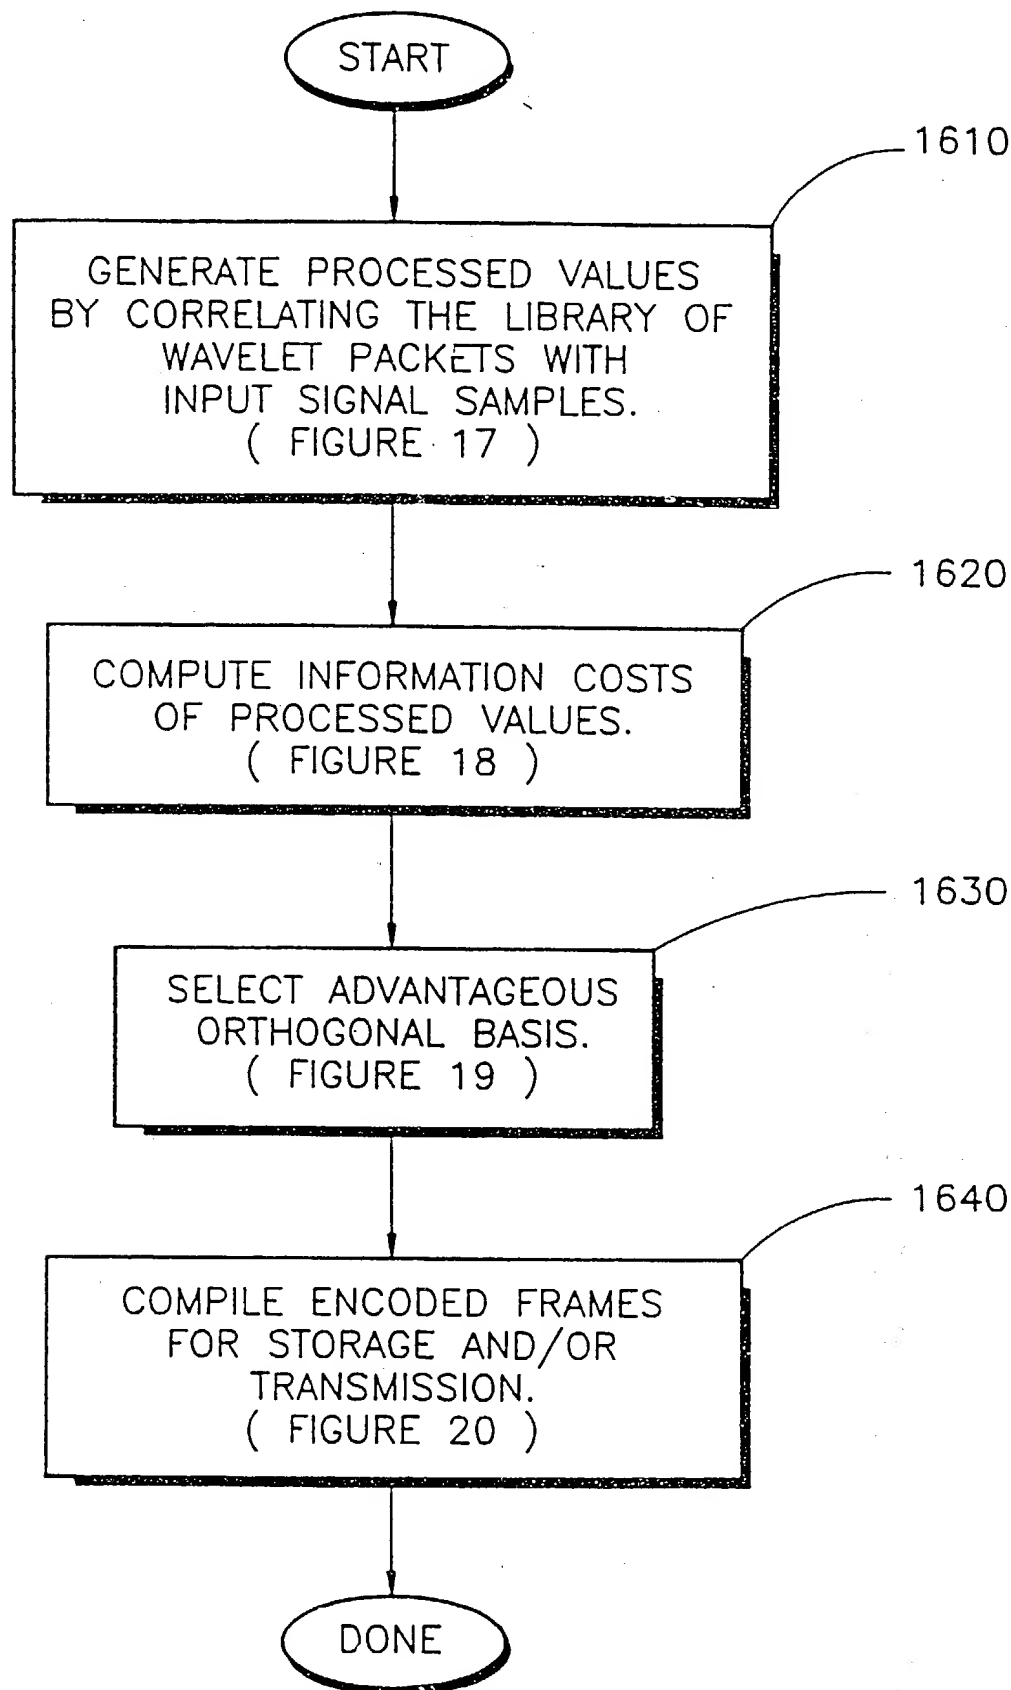 START
1610
GENERATE PROCESSED VALUES
BY CORRELATING THE LIBRARY OF
WAVELET PACKETS WITH
INPUT SIGNAL SAMPLES.
( FIGURE 17 )
1620
COMPUTE INFORMATION COSTS
OF PROCESSED VALUES.
( FIGURE 18 )
1630
SELECT ADVANTAGEOUS
ORTHOGONAL BASIS.
( FIGURE 19 )
1640
COMPILE ENCODED FRAMES
FOR STORAGE AND/OR
TRANSMISSION.
( FIGURE 20 )
DONE